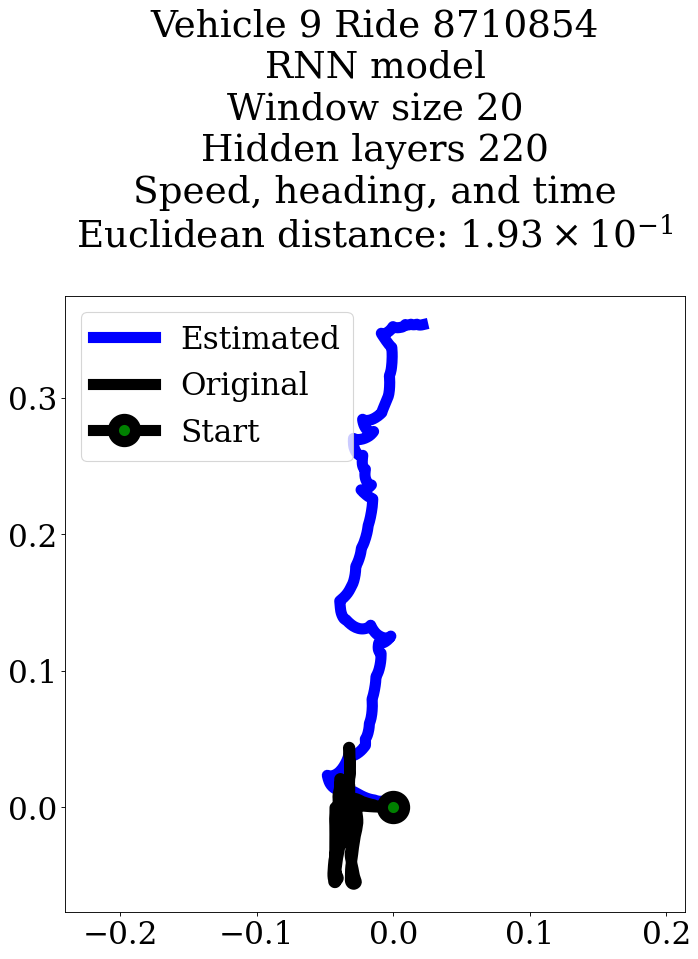 Vehicle 9 Ride 8710854
RNN model
Window size 20
Hidden layers 220
Speed, heading, and time
Euclidean distance: 1.93 × 10⁻¹
Estimated
Original
Start
0.3
0.2
0.1
0.0
−0.2 −0.1 0.0 0.1 0.2